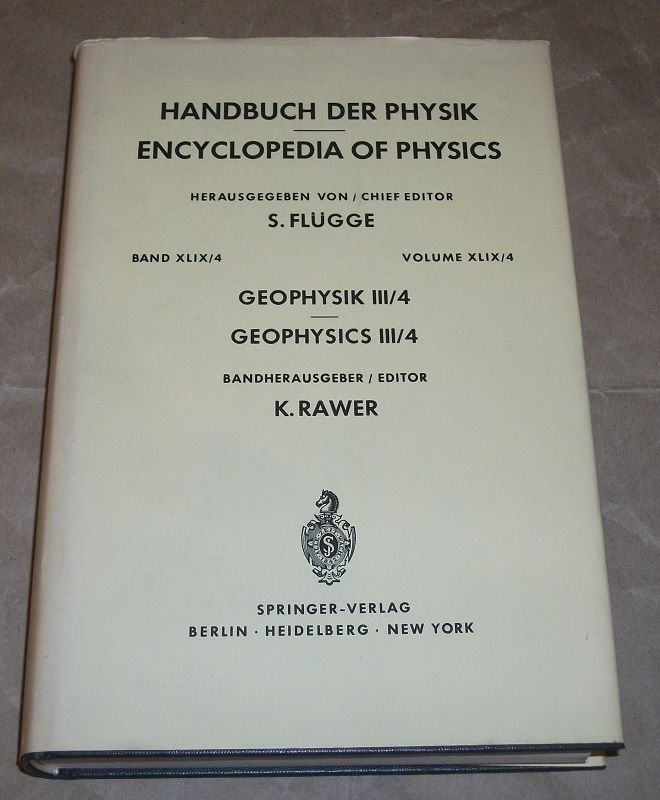 HANDBUCH DER PHYSIK
ENCYCLOPEDIA OF PHYSICS
HERAUSGEGEBEN VON / CHIEF EDITOR
S. FLÜGGE
BAND XLIX/4 VOLUME XLIX/4
GEOPHYSIK III/4
GEOPHYSICS III/4
BANDHERAUSGEBER / EDITOR
K. RAWER
SPRINGER-VERLAG
BERLIN · HEIDELBERG · NEW YORK